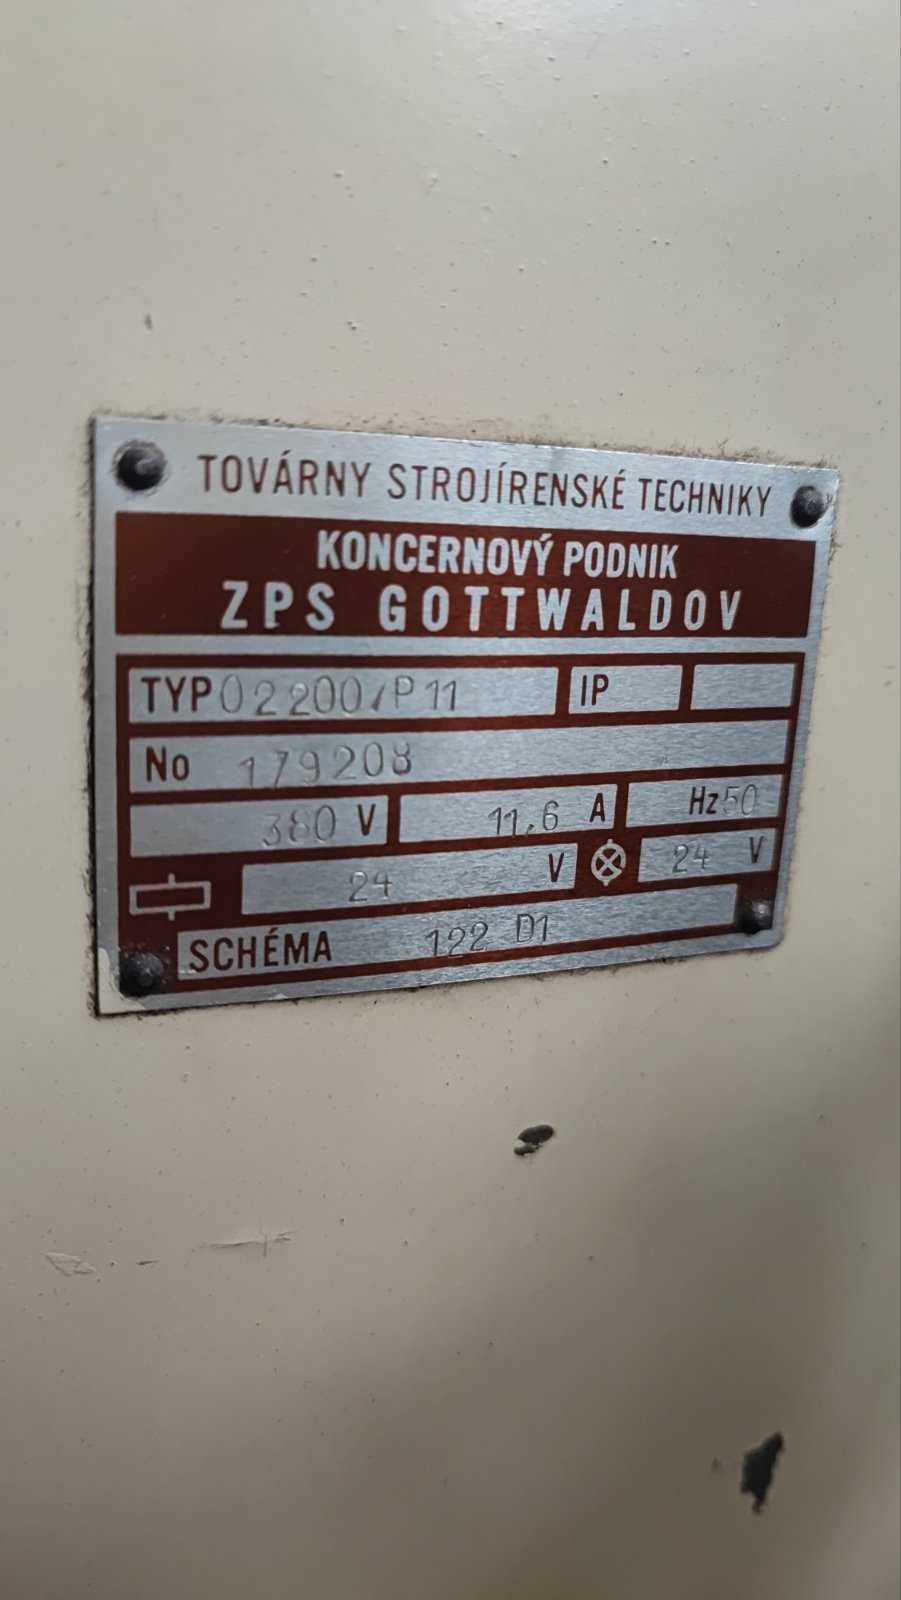 TOVÁRNY STROJÍRENSKÉ TECHNIKY
KONCERNOVÝ PODNIK
ZPS GOTTWALDOV
TYP 02200/P11 IP
No 179208
380 V 11,6 A Hz 50
24 V 24 V
SCHÉMA 122 D1